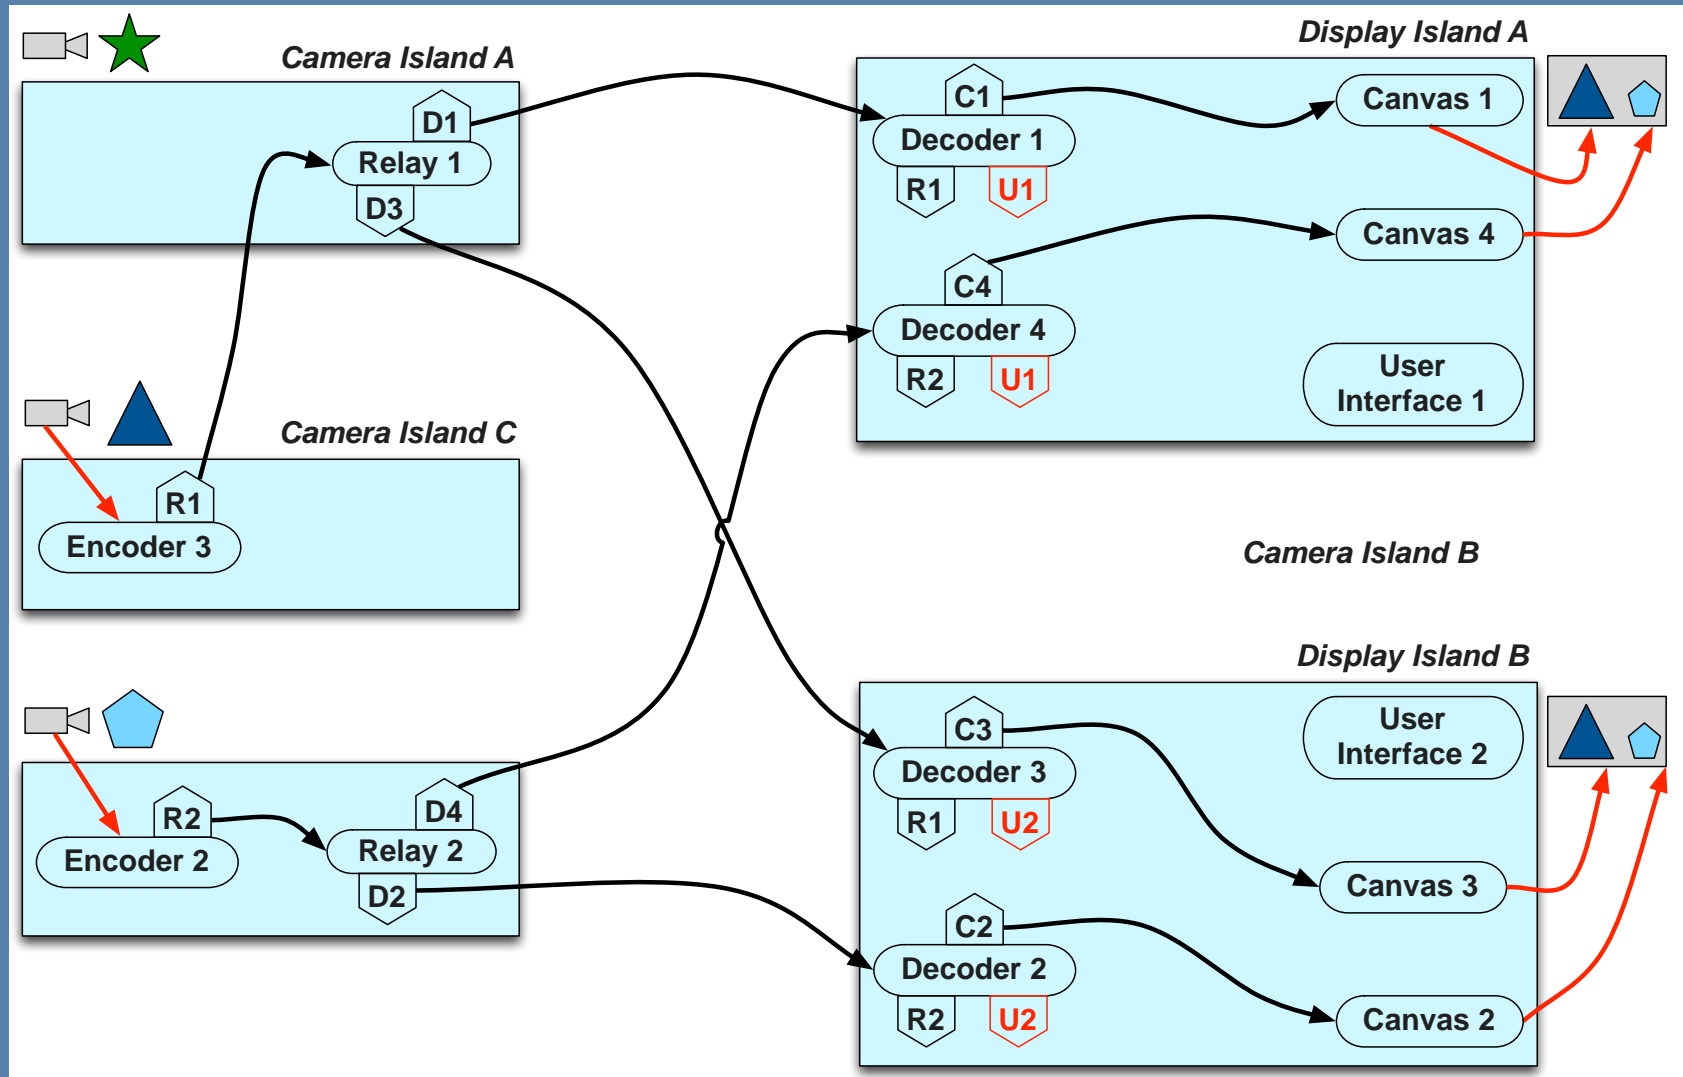 Camera Island A
D1
Relay 1
D3
Camera Island C
R1
Encoder 3
R2
Encoder 2
D4
Relay 2
D2
Display Island A
C1
Decoder 1
R1
U1
Canvas 1
Canvas 4
C4
Decoder 4
R2
U1
User
Interface 1
Camera Island B
Display Island B
C3
Decoder 3
R1
U2
User
Interface 2
Canvas 3
C2
Decoder 2
R2
U2
Canvas 2